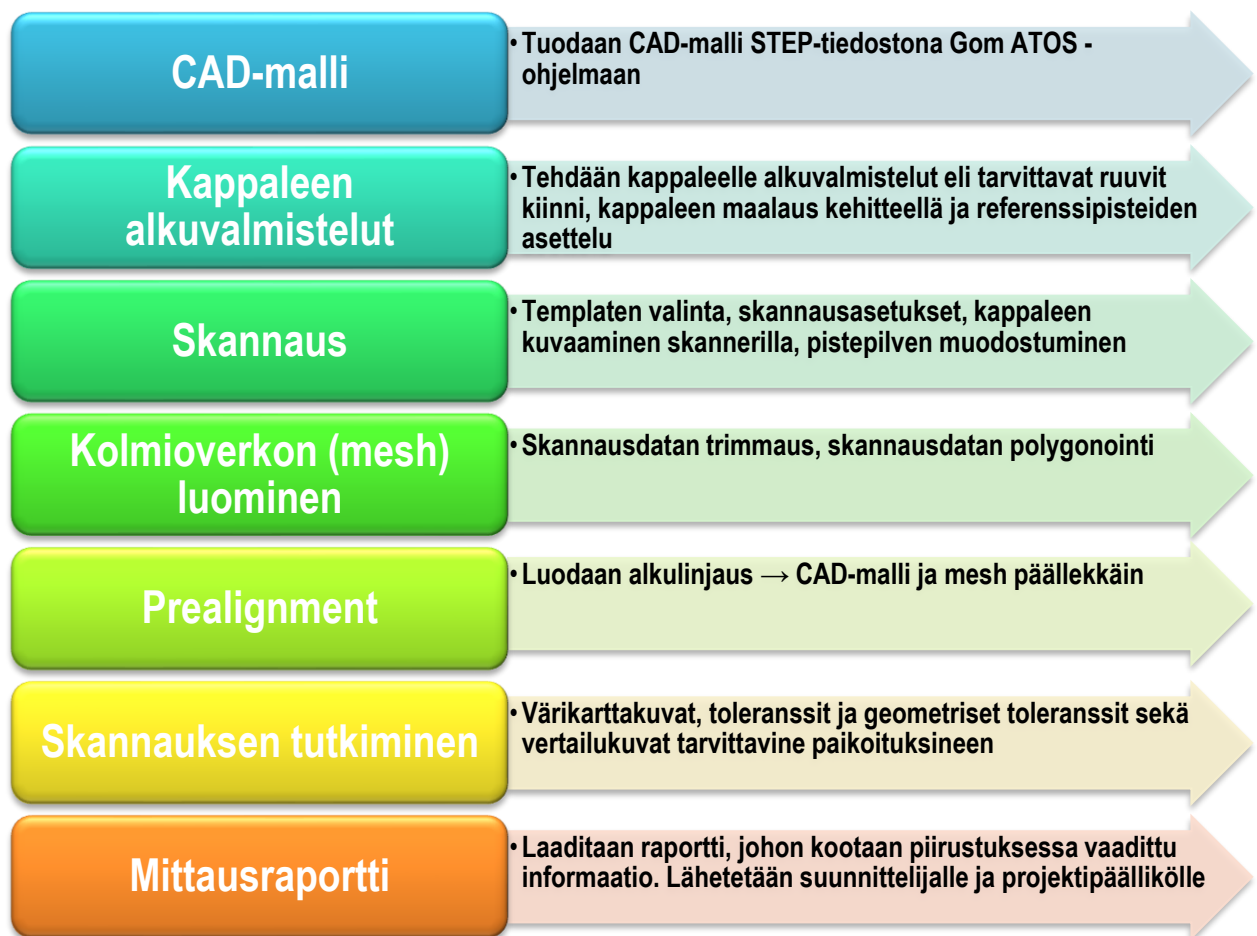 CAD-malli
• Tuodaan CAD-malli STEP-tiedostona Gom ATOS -
ohjelmaan
Kappaleen
alkuvalmistelut
• Tehdään kappaleelle alkuvalmistelut eli tarvittavat ruuvit
kiinni, kappaleen maalaus kehitteellä ja referenssipisteiden
asettelu
Skannaus
• Templaten valinta, skannausasetukset, kappaleen
kuvaaminen skannerilla, pistepilven muodostuminen
Kolmioverkon (mesh)
luominen
• Skannausdatan trimmaus, skannausdatan polygonointi
Prealignment
• Luodaan alkulinjaus → CAD-malli ja mesh päällekkäin
Skannauksen tutkiminen
• Värikarttakuvat, toleranssit ja geometriset toleranssit sekä
vertailukuvat tarvittavine paikoituksineen
Mittausraportti
• Laaditaan raportti, johon kootaan piirustuksessa vaadittu
informaatio. Lähetetään suunnittelijalle ja projektipäällikölle